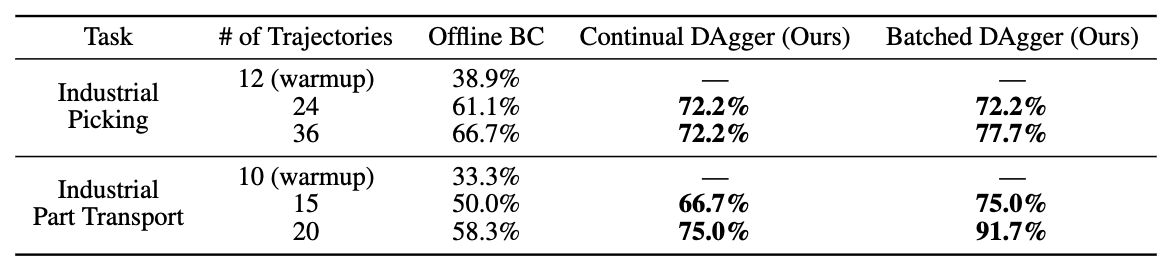 Task # of Trajectories Offline BC Continual DAgger (Ours) Batched DAgger (Ours)
Industrial Picking
12 (warmup) 38.9% — —
24 61.1% 72.2% 72.2%
36 66.7% 72.2% 77.7%
Industrial Part Transport
10 (warmup) 33.3% — —
15 50.0% 66.7% 75.0%
20 58.3% 75.0% 91.7%